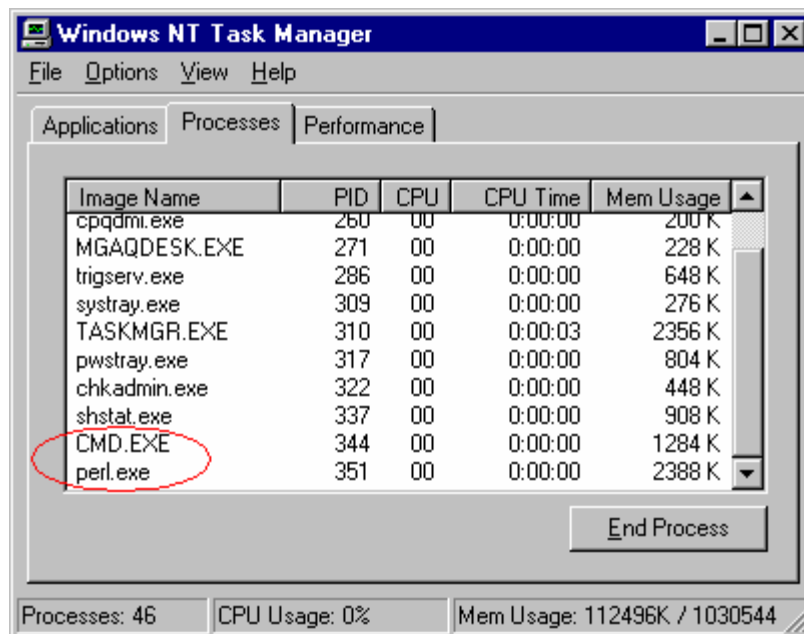 Windows NT Task Manager
File Options View Help
Applications Processes Performance
Image Name PID CPU CPU Time Mem Usage
cpqdmi.exe 260 00 0:00:00 200 K
MGAQDESK.EXE 271 00 0:00:00 228 K
trigserv.exe 286 00 0:00:00 648 K
systray.exe 309 00 0:00:00 276 K
TASKMGR.EXE 310 00 0:00:03 2356 K
pwstray.exe 317 00 0:00:00 804 K
chkadmin.exe 322 00 0:00:00 448 K
shstat.exe 337 00 0:00:00 908 K
CMD.EXE 344 00 0:00:00 1284 K
perl.exe 351 00 0:00:00 2388 K
End Process
Processes: 46 CPU Usage: 0% Mem Usage: 112496K / 1030544